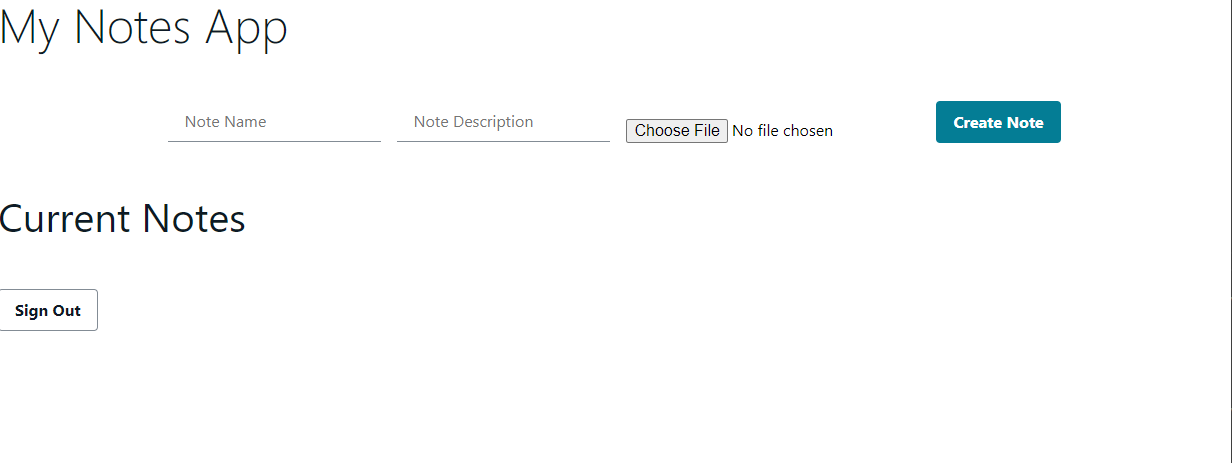 My Notes App
Note Name Note Description Choose File No file chosen Create Note
Current Notes
Sign Out